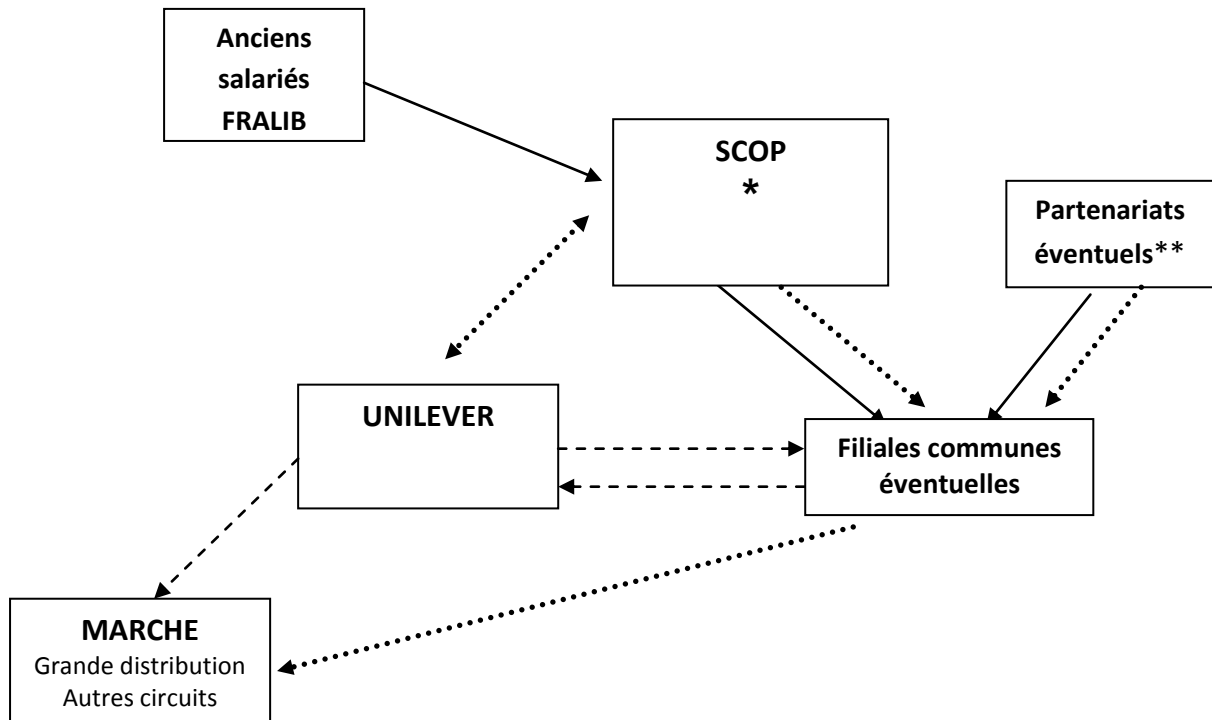 Anciens
salariés
FRALIB
SCOP
*
Partenariats
éventuels**
UNILEVER
Filiales communes
éventuelles
MARCHE
Grande distribution
Autres circuits